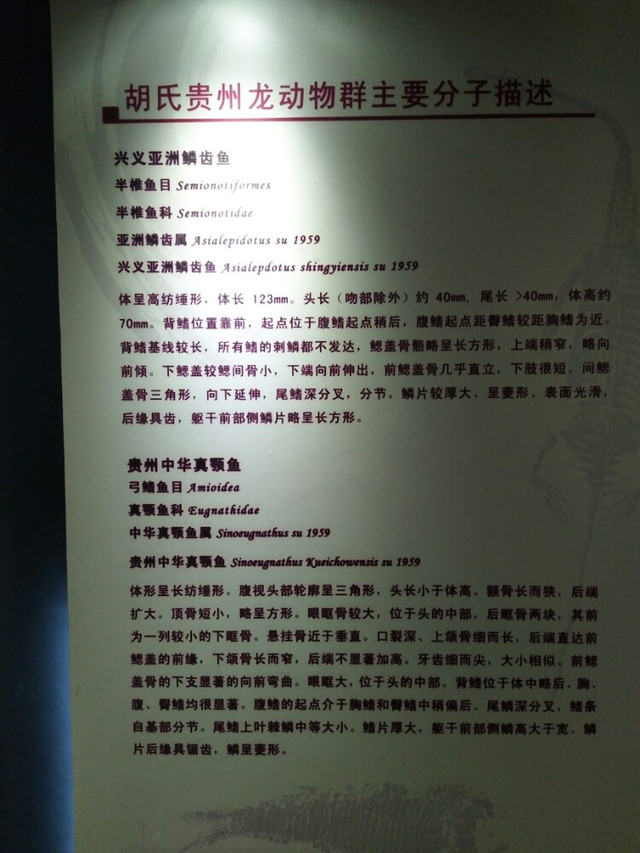 胡氏贵州龙动物群主要分子描述
兴义亚洲鳞齿鱼
半椎鱼目 Semionotiformes
半椎鱼科 Semionotidae
亚洲鳞齿属 Asialepidotus su 1959
兴义亚洲鳞齿鱼 Asialepdotus shingyiensis su 1959
体呈高纺缍形，体长 123mm。头长（吻部除外）约 40mm，尾长 >40mm，体高约
70mm。背鳍位置靠前，起点位于腹鳍起点稍后，腹鳍起点距臀鳍较距胸鳍为近。
背鳍基线较长，所有鳍的刺鳞都不发达，鳃盖骨骼略呈长方形，上端稍窄，略向
前倾。下鳃盖较鳃间骨小，下端向前伸出，前鳃盖骨几乎直立，下肢很短。间鳃
盖骨三角形，向下延伸，尾鳍深分叉，分节。鳞片较厚大、呈菱形、表面光滑，
后缘具齿，躯干前部侧鳞片略呈长方形。
贵州中华真颚鱼
弓鳍鱼目 Amioidea
真颚鱼科 Eugnathidae
中华真颚鱼属 Sinoeugnathus su 1959
贵州中华真颚鱼 Sinoeugnathus Kueichowensis su 1959
体形呈长纺缍形。腹视头部轮廓呈三角形，头长小于体高。额骨长而狭，后端
扩大。顶骨短小，略呈方形。眼眶骨较大，位于头的中部，后眶骨两块，其前
为一列较小的下眶骨。悬挂骨近于垂直。口裂深、上颌骨细而长，后端直达前
鳃盖的前缘，下颌骨长而窄，后端不显著加高。牙齿细而尖，大小相似。前鳃
盖骨的下支显著的向前弯曲。眼眶大，位于头的中部。背鳍位于体中略后，胸、
腹、臀鳍均很显著。腹鳍的起点介于胸鳍和臀鳍中稍偏后。尾鳞深分叉，鳍条
自基部分节。尾鳍上叶棘鳞中等大小。鳍片厚大，躯干前部侧鳞高大于宽。鳞
片后缘具锯齿，鳞呈菱形。